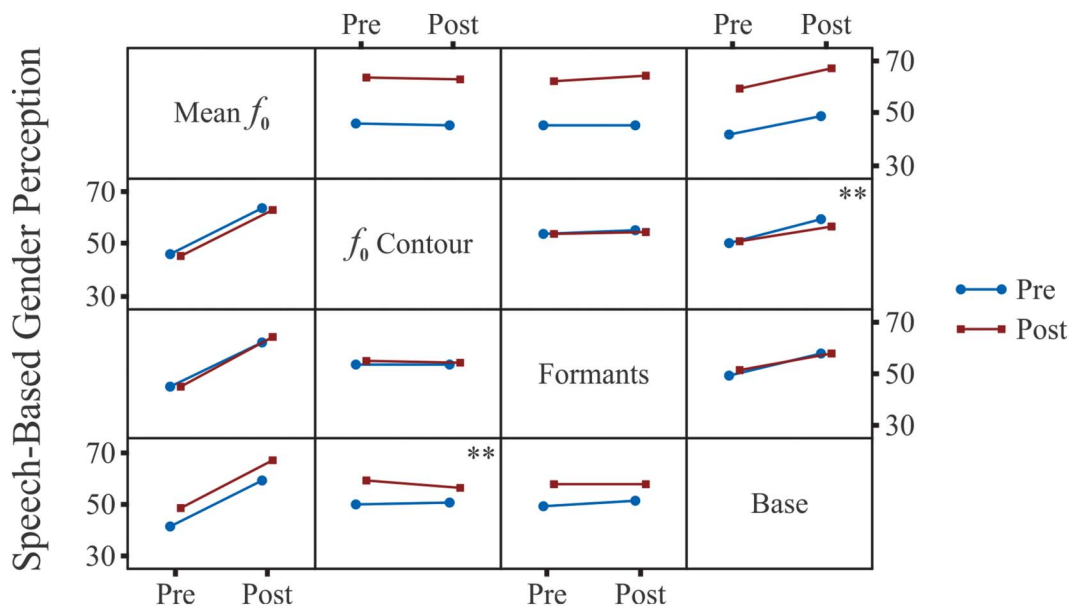 Speech-Based Gender Perception
Pre Post Pre Post
Mean f₀
70
50
30
70
50
30
f₀ Contour
**
Pre
Post
Formants
70
50
30
70
50
30
**
Base
Pre Post Pre Post